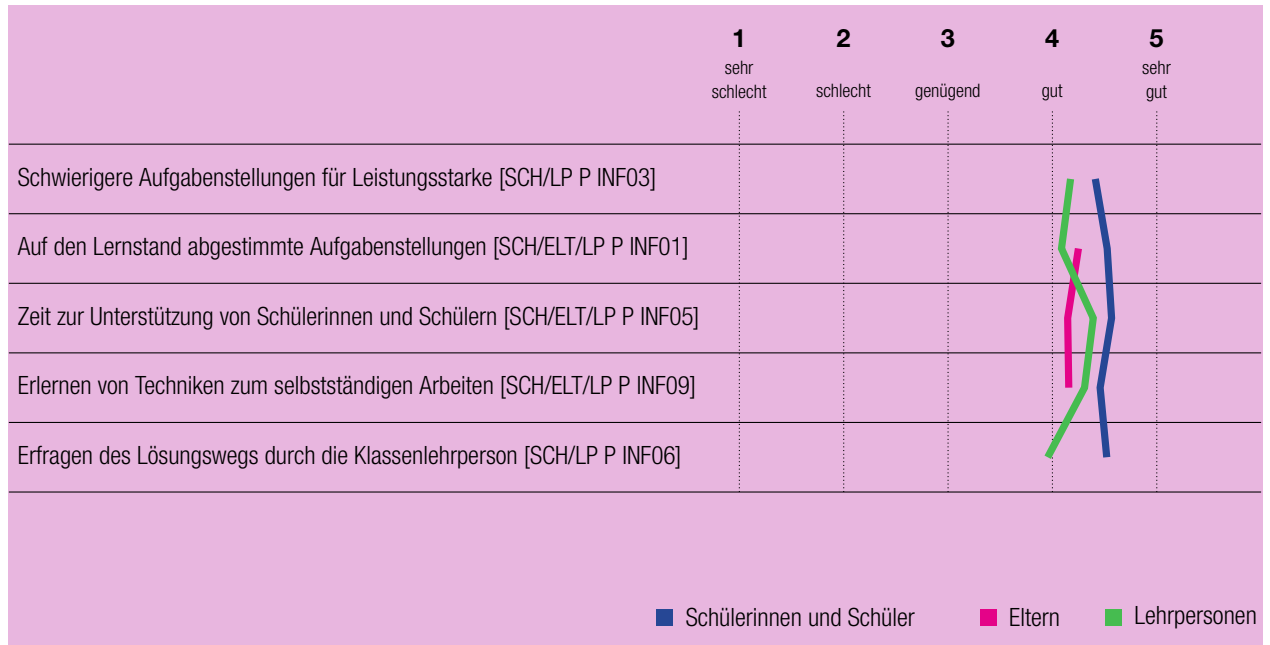 1 2 3 4 5
sehr schlecht schlecht genügend gut sehr gut
Schwierigere Aufgabenstellungen für Leistungsstarke [SCH/LP P INF03]
Auf den Lernstand abgestimmte Aufgabenstellungen [SCH/ELT/LP P INF01]
Zeit zur Unterstützung von Schülerinnen und Schülern [SCH/ELT/LP P INF05]
Erlernen von Techniken zum selbstständigen Arbeiten [SCH/ELT/LP P INF09]
Erfragen des Lösungswegs durch die Klassenlehrperson [SCH/LP P INF06]
Schülerinnen und Schüler Eltern Lehrpersonen